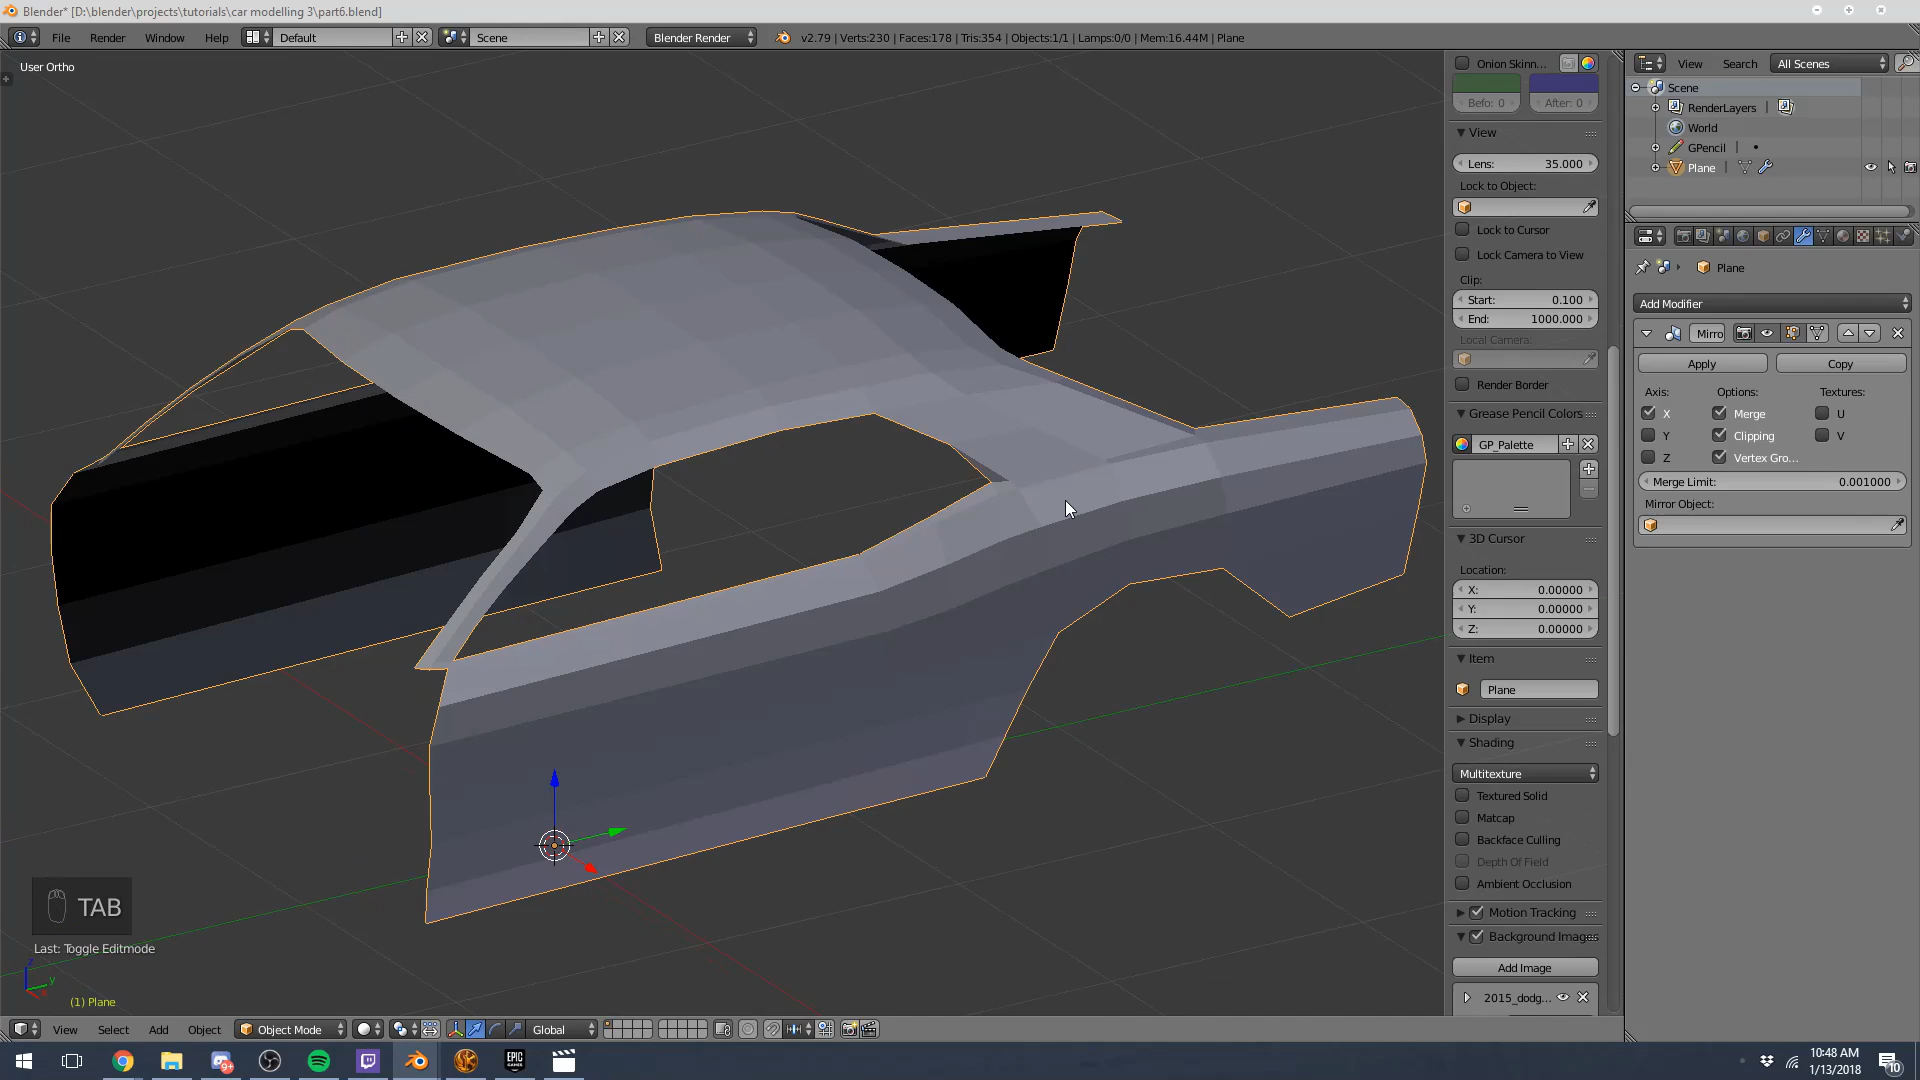 Blender* [D:\blender\projects\tutorials\car modelling 3\part6.blend]
File Render Window Help Default Scene Blender Render v2.79 | Verts:230 | Faces:178 | Tris:354 | Objects:1/1 | Lamps:0/0 | Mem:16.44M | Plane
User Ortho
TAB
Last: Toggle Editmode
z
y
x
(1) Plane
View Select Add Object Object Mode Global
Onion Skinn...
Befo: 0 After: 0
View
Lens: 35.000
Lock to Object:
Lock to Cursor
Lock Camera to View
Clip:
Start: 0.100
End: 1000.000
Local Camera:
Render Border
Grease Pencil Colors
GP_Palette
3D Cursor
Location:
X: 0.00000
Y: 0.00000
Z: 0.00000
Item
Plane
Display
Shading
Multitexture
Textured Solid
Matcap
Backface Culling
Depth Of Field
Ambient Occlusion
Motion Tracking
Background Images
Add Image
2015_dodg...
View Search All Scenes
Scene
RenderLayers |
World
GPencil |
Plane |
Plane
Add Modifier
Mirro
Apply Copy
Axis: Options: Textures:
X Merge U
Y Clipping V
Z Vertex Gro...
Merge Limit: 0.001000
Mirror Object:
9+
EPIC
GAMES
10:48 AM
1/13/2018
10